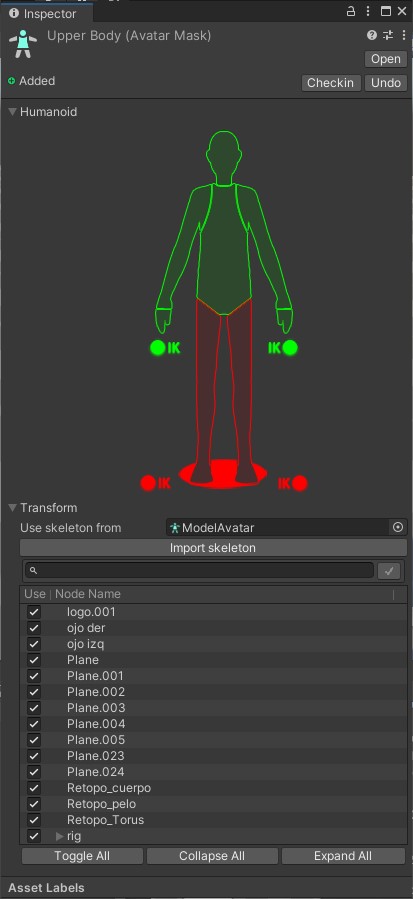 Inspector
Upper Body (Avatar Mask)
Open
Added
Checkin
Undo
Humanoid
IK
IK
IK
IK
Transform
Use skeleton from
ModelAvatar
Import skeleton
Use
Node Name
logo.001
ojo der
ojo izq
Plane
Plane.001
Plane.002
Plane.003
Plane.004
Plane.005
Plane.023
Plane.024
Retopo_cuerpo
Retopo_pelo
Retopo_Torus
rig
Toggle All
Collapse All
Expand All
Asset Labels